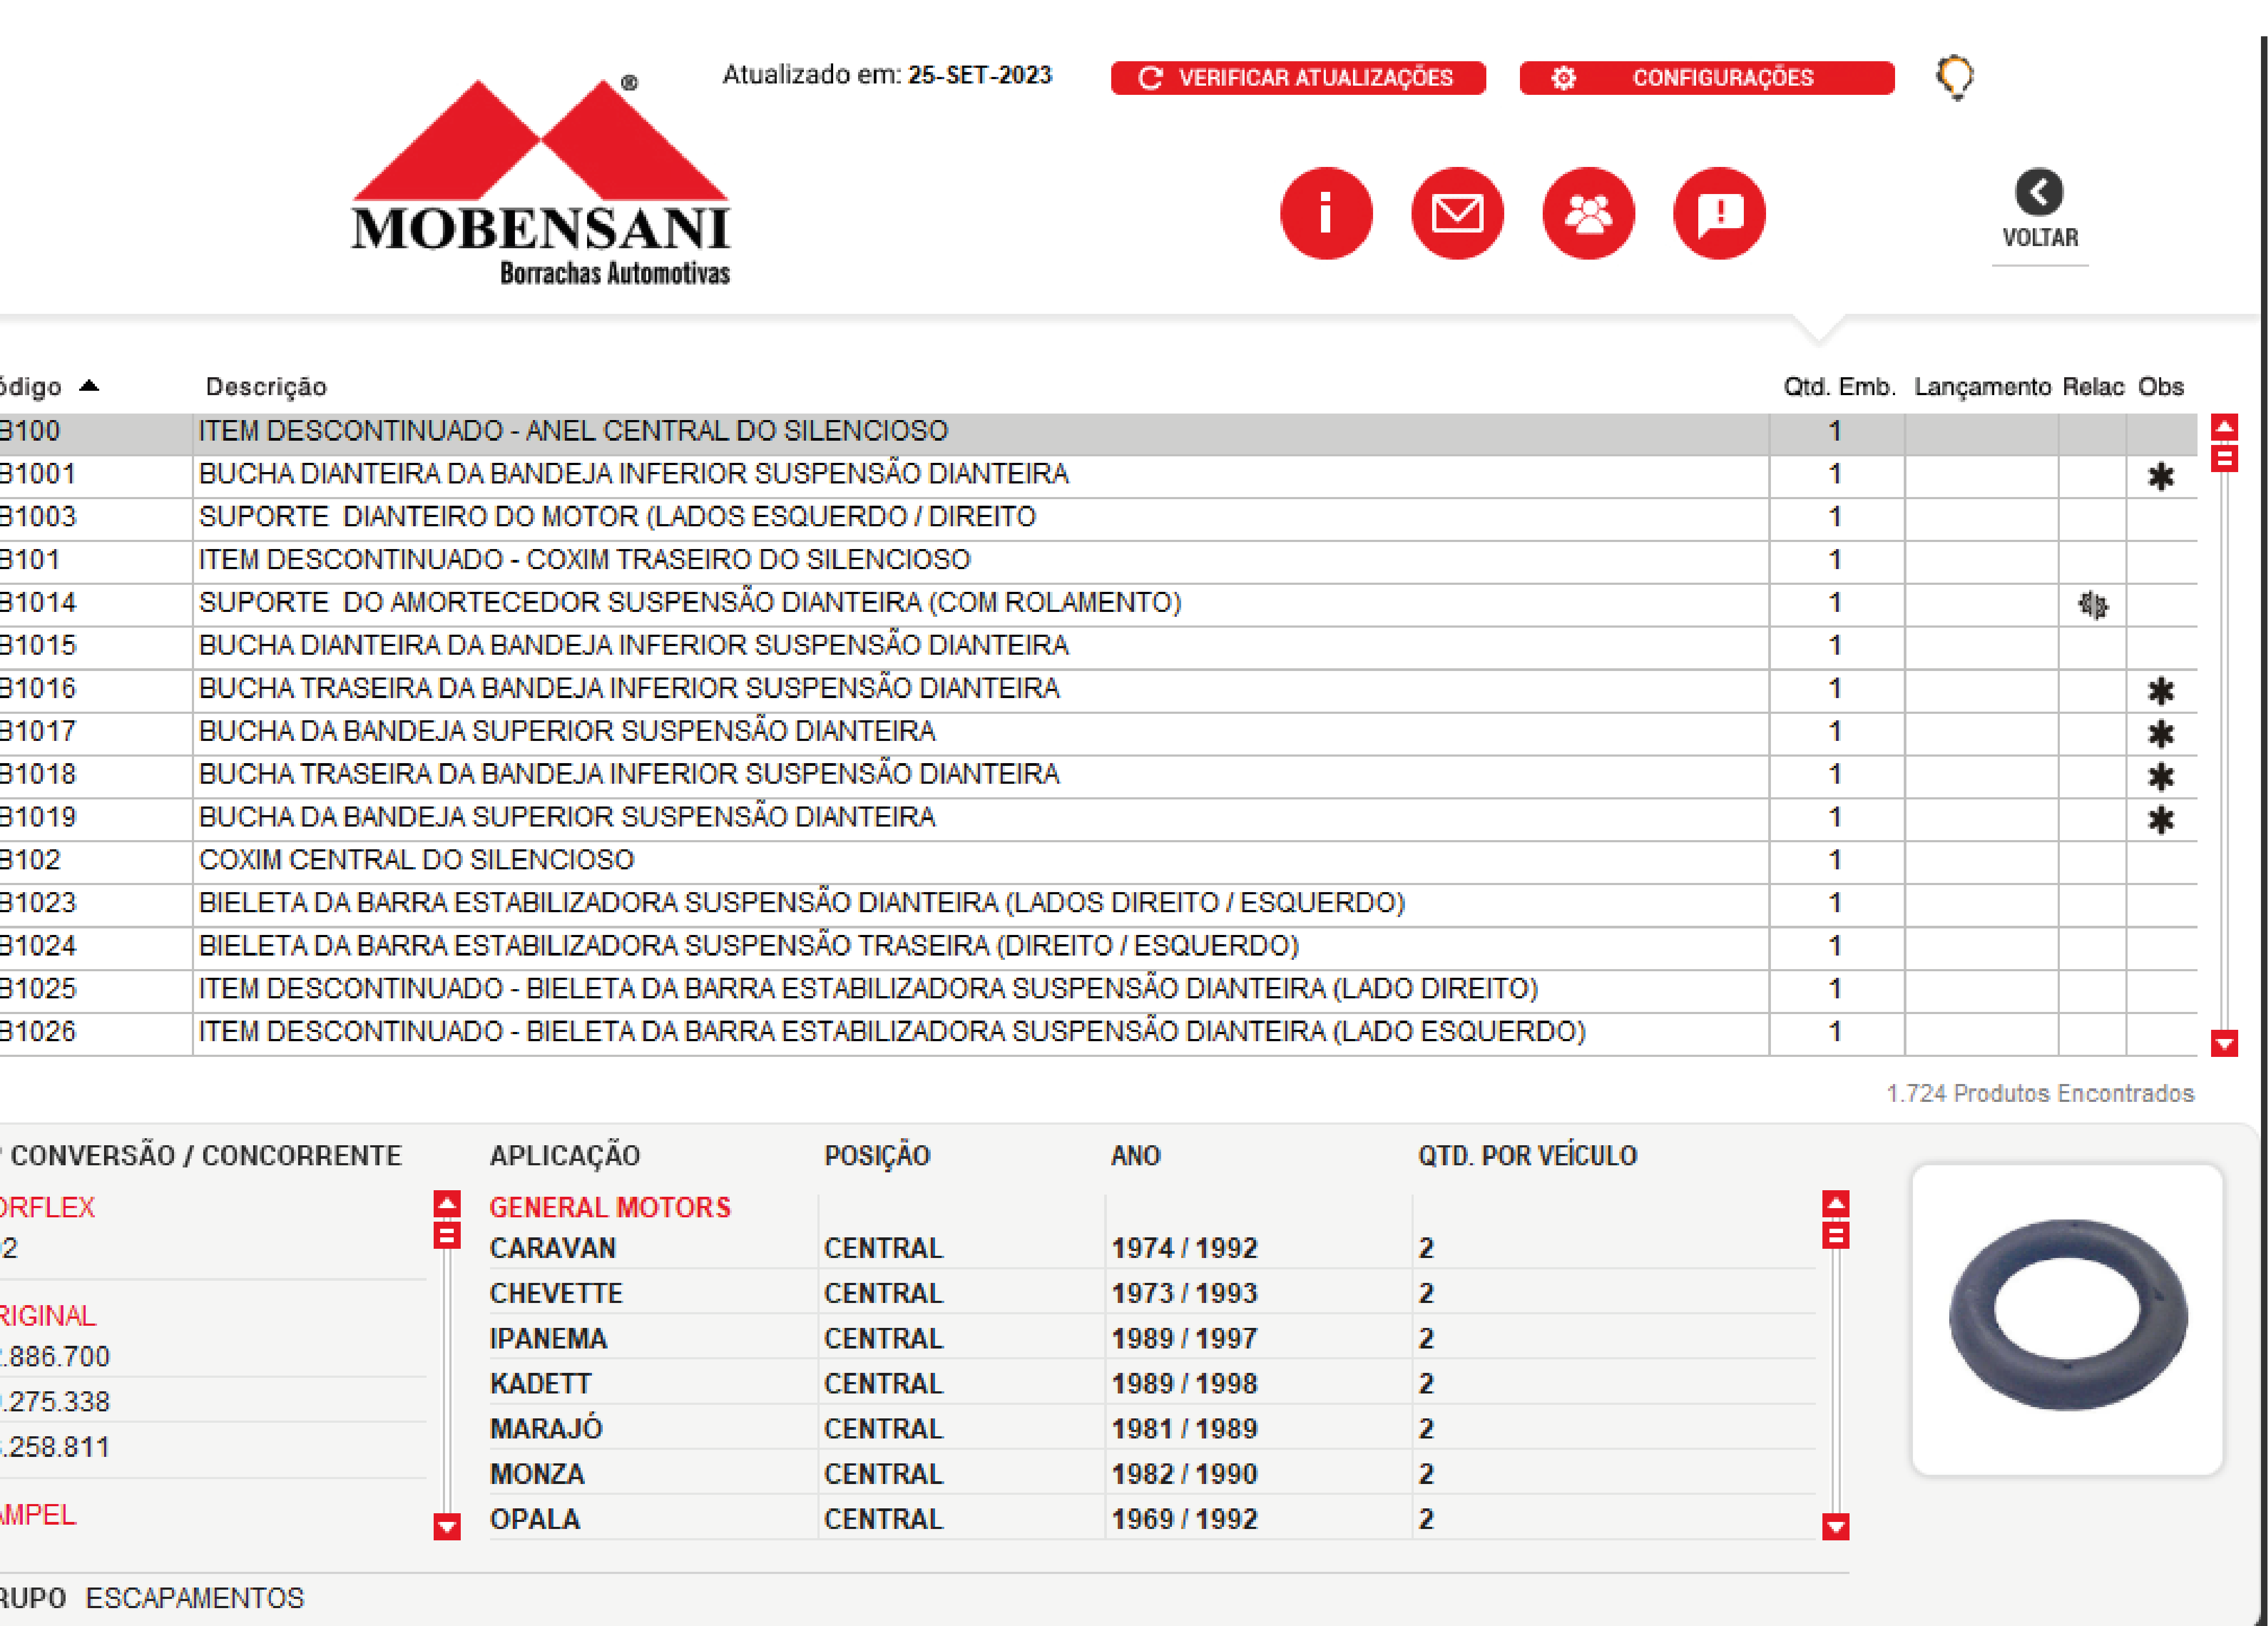 Atualizado em: 25-SET-2023 VERIFICAR ATUALIZAÇÕES CONFIGURAÇÕES
®
MOBENSANI
Borrachas Automotivas
i
VOLTAR
ódigo Descrição Qtd. Emb. Lançamento Relac Obs
B100 ITEM DESCONTINUADO - ANEL CENTRAL DO SILENCIOSO 1
B1001 BUCHA DIANTEIRA DA BANDEJA INFERIOR SUSPENSÃO DIANTEIRA 1 *
B1003 SUPORTE DIANTEIRO DO MOTOR (LADOS ESQUERDO / DIREITO 1
B101 ITEM DESCONTINUADO - COXIM TRASEIRO DO SILENCIOSO 1
B1014 SUPORTE DO AMORTECEDOR SUSPENSÃO DIANTEIRA (COM ROLAMENTO) 1
B1015 BUCHA DIANTEIRA DA BANDEJA INFERIOR SUSPENSÃO DIANTEIRA 1
B1016 BUCHA TRASEIRA DA BANDEJA INFERIOR SUSPENSÃO DIANTEIRA 1 *
B1017 BUCHA DA BANDEJA SUPERIOR SUSPENSÃO DIANTEIRA 1 *
B1018 BUCHA TRASEIRA DA BANDEJA INFERIOR SUSPENSÃO DIANTEIRA 1 *
B1019 BUCHA DA BANDEJA SUPERIOR SUSPENSÃO DIANTEIRA 1 *
B102 COXIM CENTRAL DO SILENCIOSO 1
B1023 BIELETA DA BARRA ESTABILIZADORA SUSPENSÃO DIANTEIRA (LADOS DIREITO / ESQUERDO) 1
B1024 BIELETA DA BARRA ESTABILIZADORA SUSPENSÃO TRASEIRA (DIREITO / ESQUERDO) 1
B1025 ITEM DESCONTINUADO - BIELETA DA BARRA ESTABILIZADORA SUSPENSÃO DIANTEIRA (LADO DIREITO) 1
B1026 ITEM DESCONTINUADO - BIELETA DA BARRA ESTABILIZADORA SUSPENSÃO DIANTEIRA (LADO ESQUERDO) 1
1.724 Produtos Encontrados
CONVERSÃO / CONCORRENTE APLICAÇÃO POSIÇÃO ANO QTD. POR VEÍCULO
ORFLEX GENERAL MOTORS
2 CARAVAN CENTRAL 1974 / 1992 2
CHEVETTE CENTRAL 1973 / 1993 2
RIGINAL IPANEMA CENTRAL 1989 / 1997 2
.886.700 KADETT CENTRAL 1989 / 1998 2
.275.338 MARAJÓ CENTRAL 1981 / 1989 2
.258.811 MONZA CENTRAL 1982 / 1990 2
AMPEL OPALA CENTRAL 1969 / 1992 2
RUPO ESCAPAMENTOS